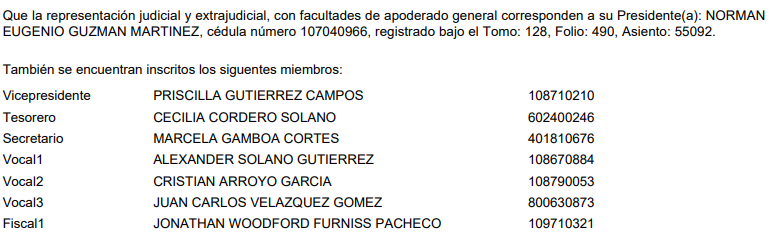 Que la representación judicial y extrajudicial, con facultades de apoderado general corresponden a su Presidente(a): NORMAN
EUGENIO GUZMAN MARTINEZ, cédula número 107040966, registrado bajo el Tomo: 128, Folio: 490, Asiento: 55092.
También se encuentran inscritos los siguentes miembros:
Vicepresidente PRISCILLA GUTIERREZ CAMPOS 108710210
Tesorero CECILIA CORDERO SOLANO 602400246
Secretario MARCELA GAMBOA CORTES 401810676
Vocal1 ALEXANDER SOLANO GUTIERREZ 108670884
Vocal2 CRISTIAN ARROYO GARCIA 108790053
Vocal3 JUAN CARLOS VELAZQUEZ GOMEZ 800630873
Fiscal1 JONATHAN WOODFORD FURNISS PACHECO 109710321